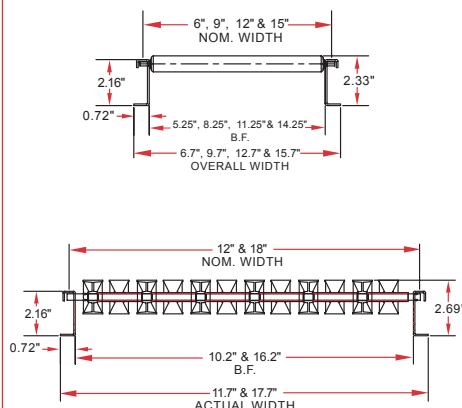 6", 9", 12" & 15"
NOM. WIDTH
2.16"
2.33"
0.72"
5.25", 8.25", 11.25" & 14.25"
B.F.
6.7", 9.7", 12.7" & 15.7"
OVERALL WIDTH
12" & 18"
NOM. WIDTH
2.16"
2.69"
0.72"
10.2" & 16.2"
B.F.
11.7" & 17.7"
ACTUAL WIDTH